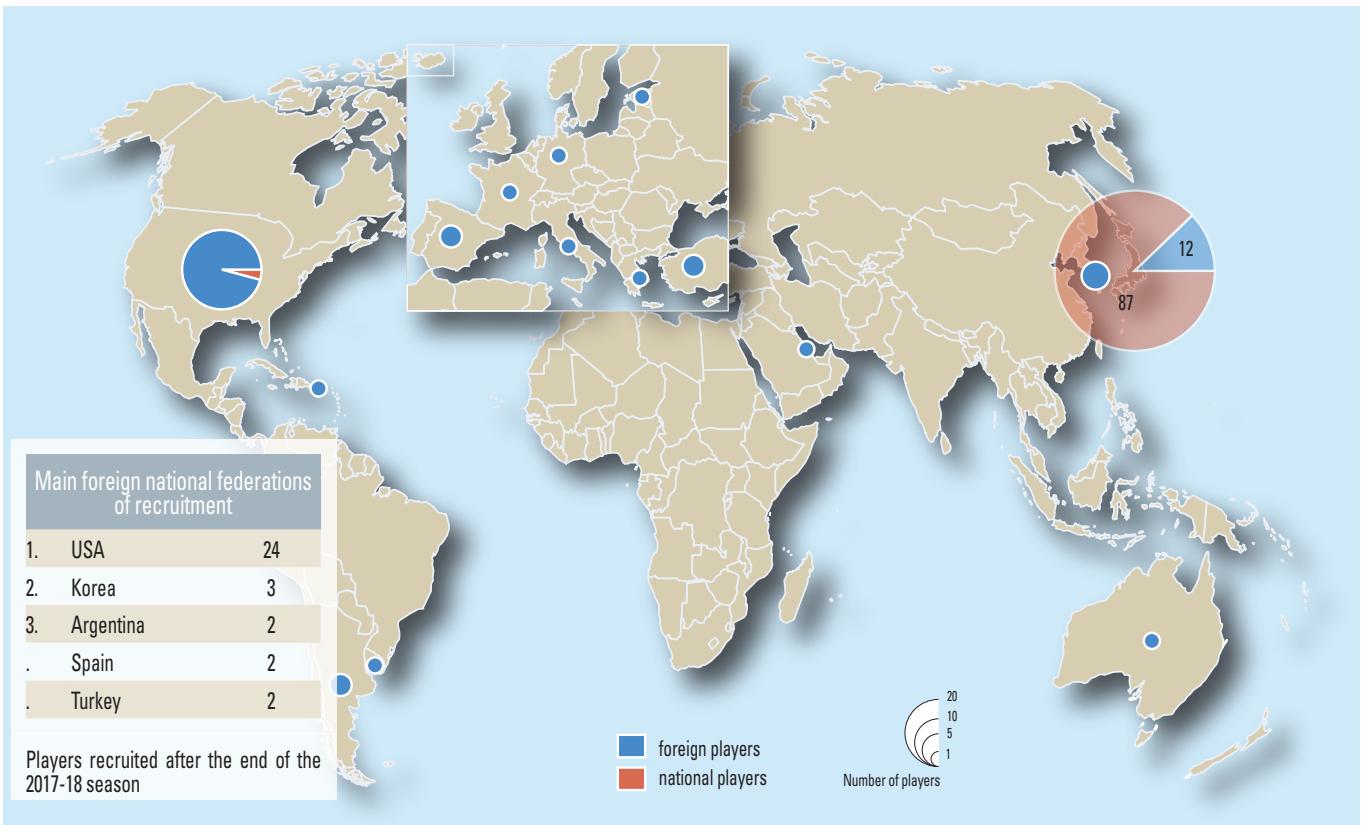 12
87
Main foreign national federations
of recruitment
1. USA 24
2. Korea 3
3. Argentina 2
. Spain 2
. Turkey 2
Players recruited after the end of the
2017-18 season
foreign players
national players
20
10
5
1
Number of players